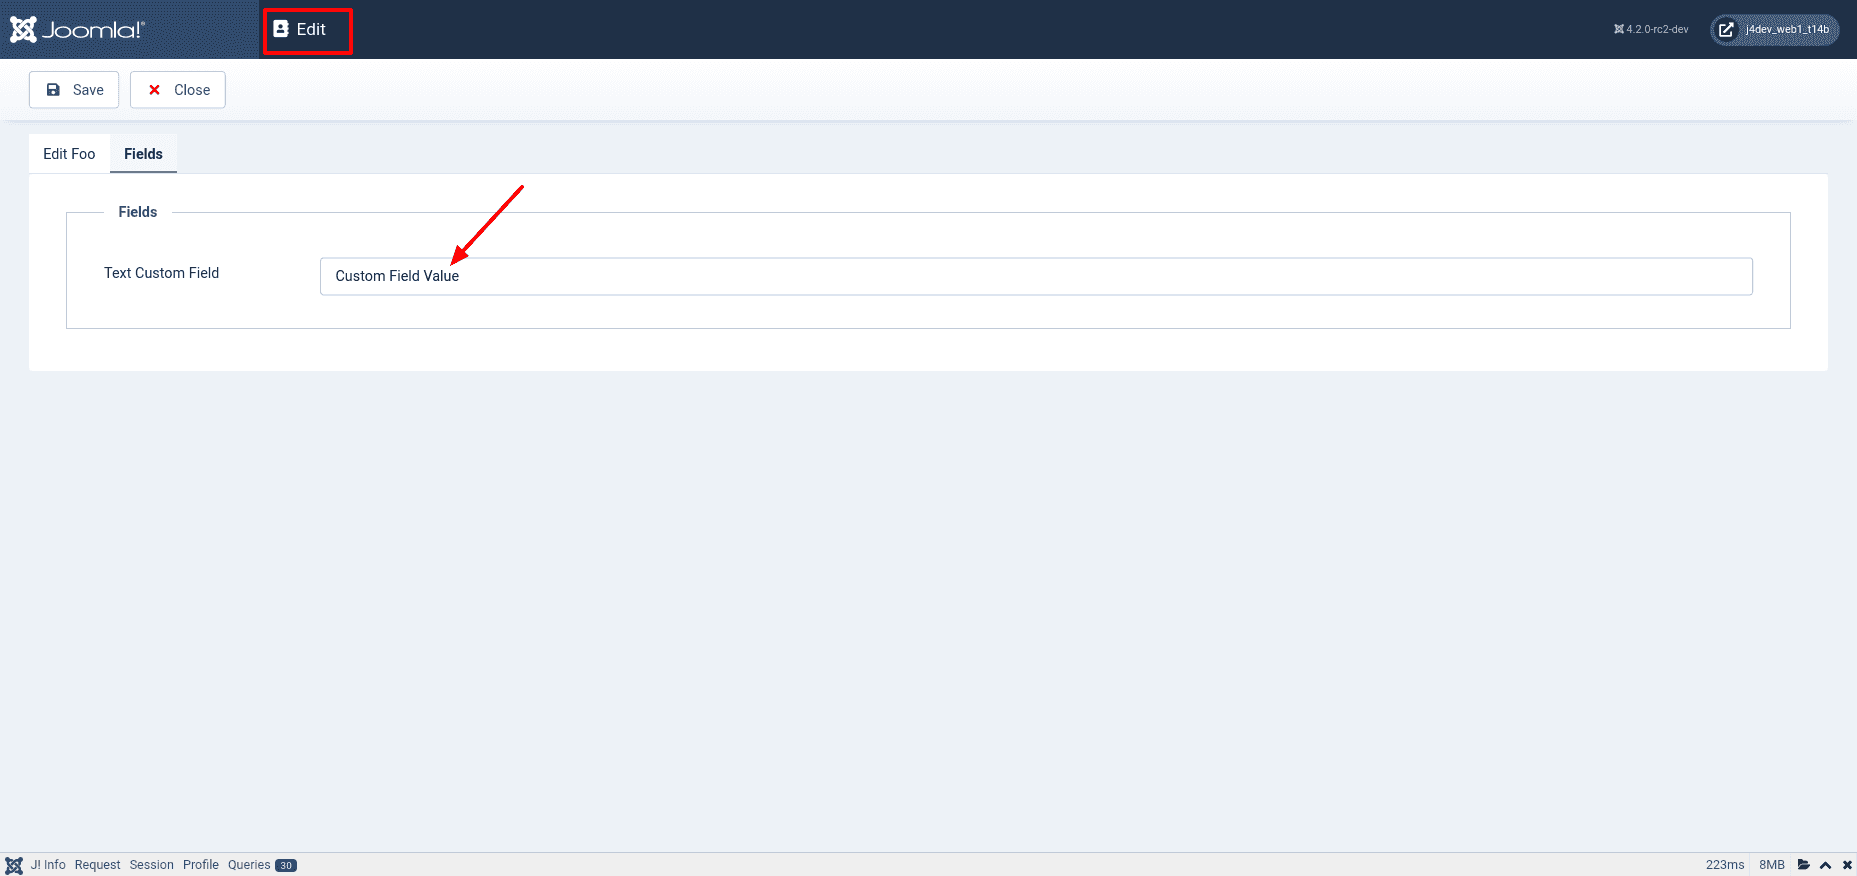 Joomla!® Edit 4.2.0-rc2-dev j4dev_web1_t14b
Save Close
Edit Foo Fields
Fields
Text Custom Field Custom Field Value
J! Info Request Session Profile Queries 30 223ms 8MB